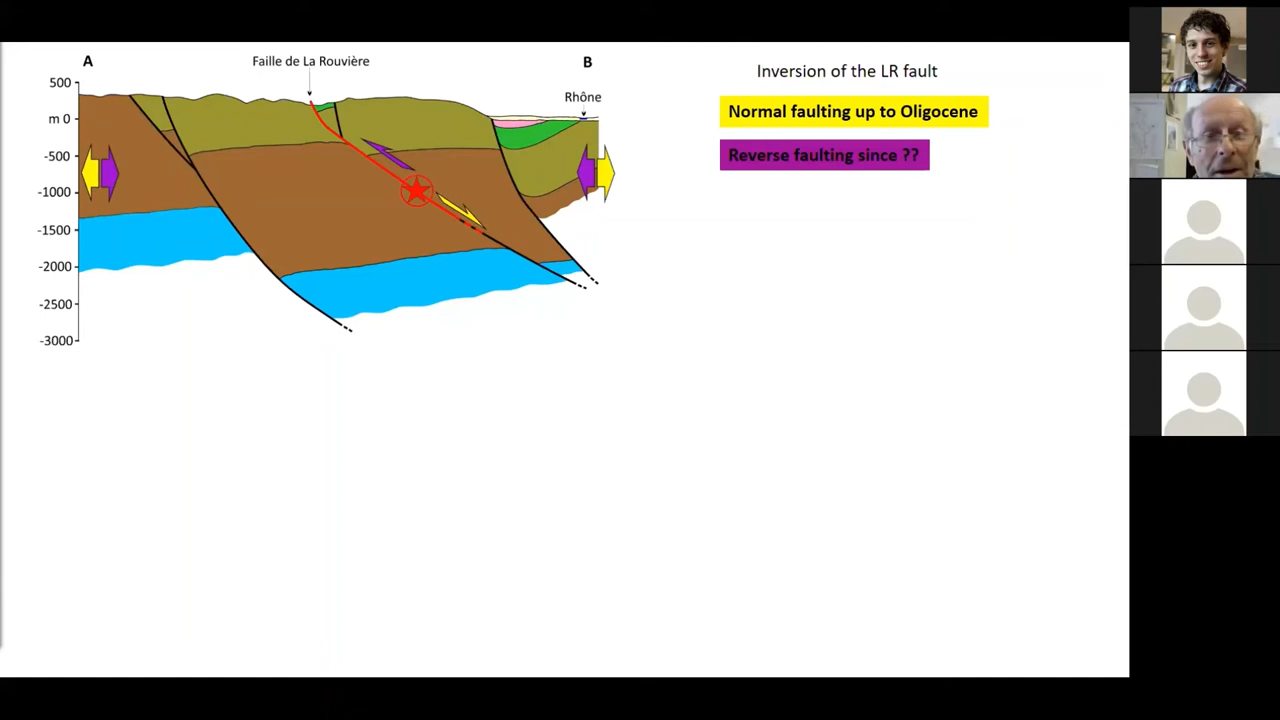 A
Faille de La Rouvière
B
Inversion of the LR fault
500
Rhône
Normal faulting up to Oligocene
m 0
-500
Reverse faulting since ??
-1000
-1500
-2000
-2500
-3000